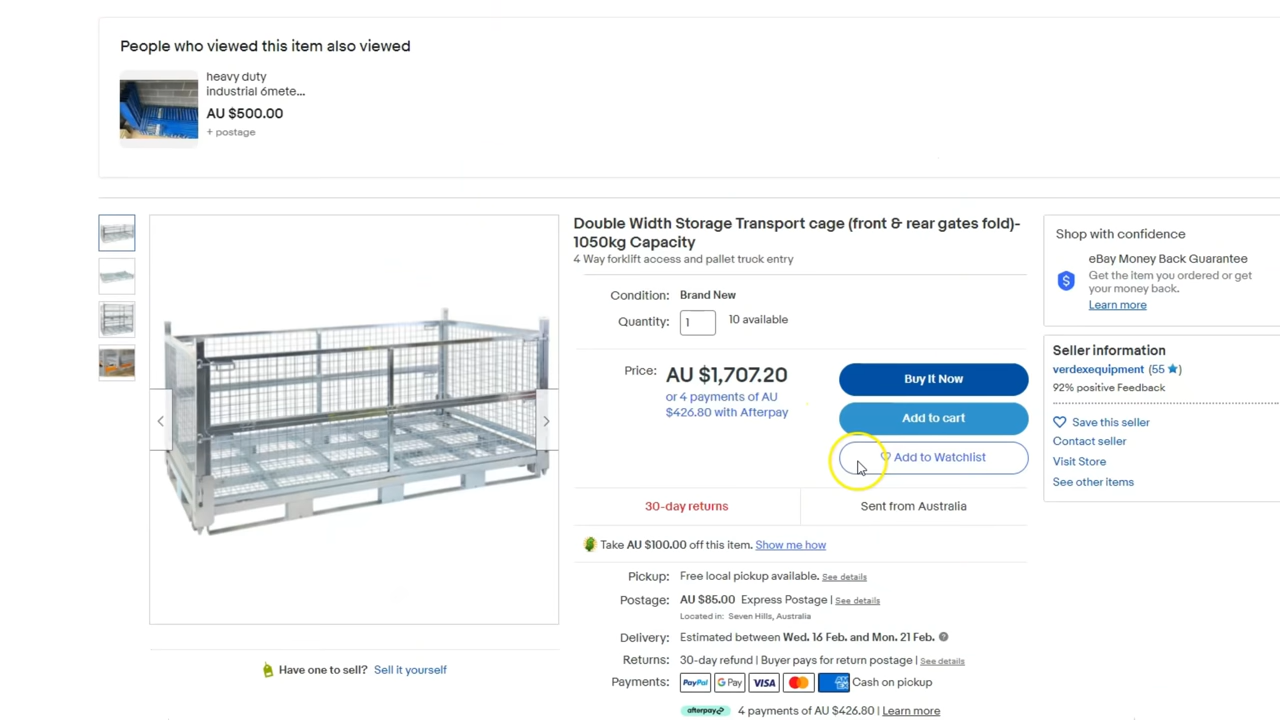 People who viewed this item also viewed
heavy duty
industrial 6mete...
AU $500.00
+ postage
Double Width Storage Transport cage (front & rear gates fold)-
1050kg Capacity
4 Way forklift access and pallet truck entry
Condition: Brand New
Quantity: 1 10 available
Price: AU $1,707.20
or 4 payments of AU
$426.80 with Afterpay
Buy It Now
Add to cart
Add to Watchlist
30-day returns
Sent from Australia
Take AU $100.00 off this item. Show me how
Pickup: Free local pickup available. See details
Postage: AU $85.00 Express Postage | See details
Located in: Seven Hills, Australia
Delivery: Estimated between Wed. 16 Feb. and Mon. 21 Feb. ?
Returns: 30-day refund | Buyer pays for return postage | See details
Payments: PayPal G Pay VISA AM EX Cash on pickup
afterpay 4 payments of AU $426.80 | Learn more
Have one to sell? Sell it yourself
Shop with confidence
eBay Money Back Guarantee
Get the item you ordered or get
your money back.
Learn more
Seller information
verdexequipment (55 ★)
92% positive Feedback
Save this seller
Contact seller
Visit Store
See other items